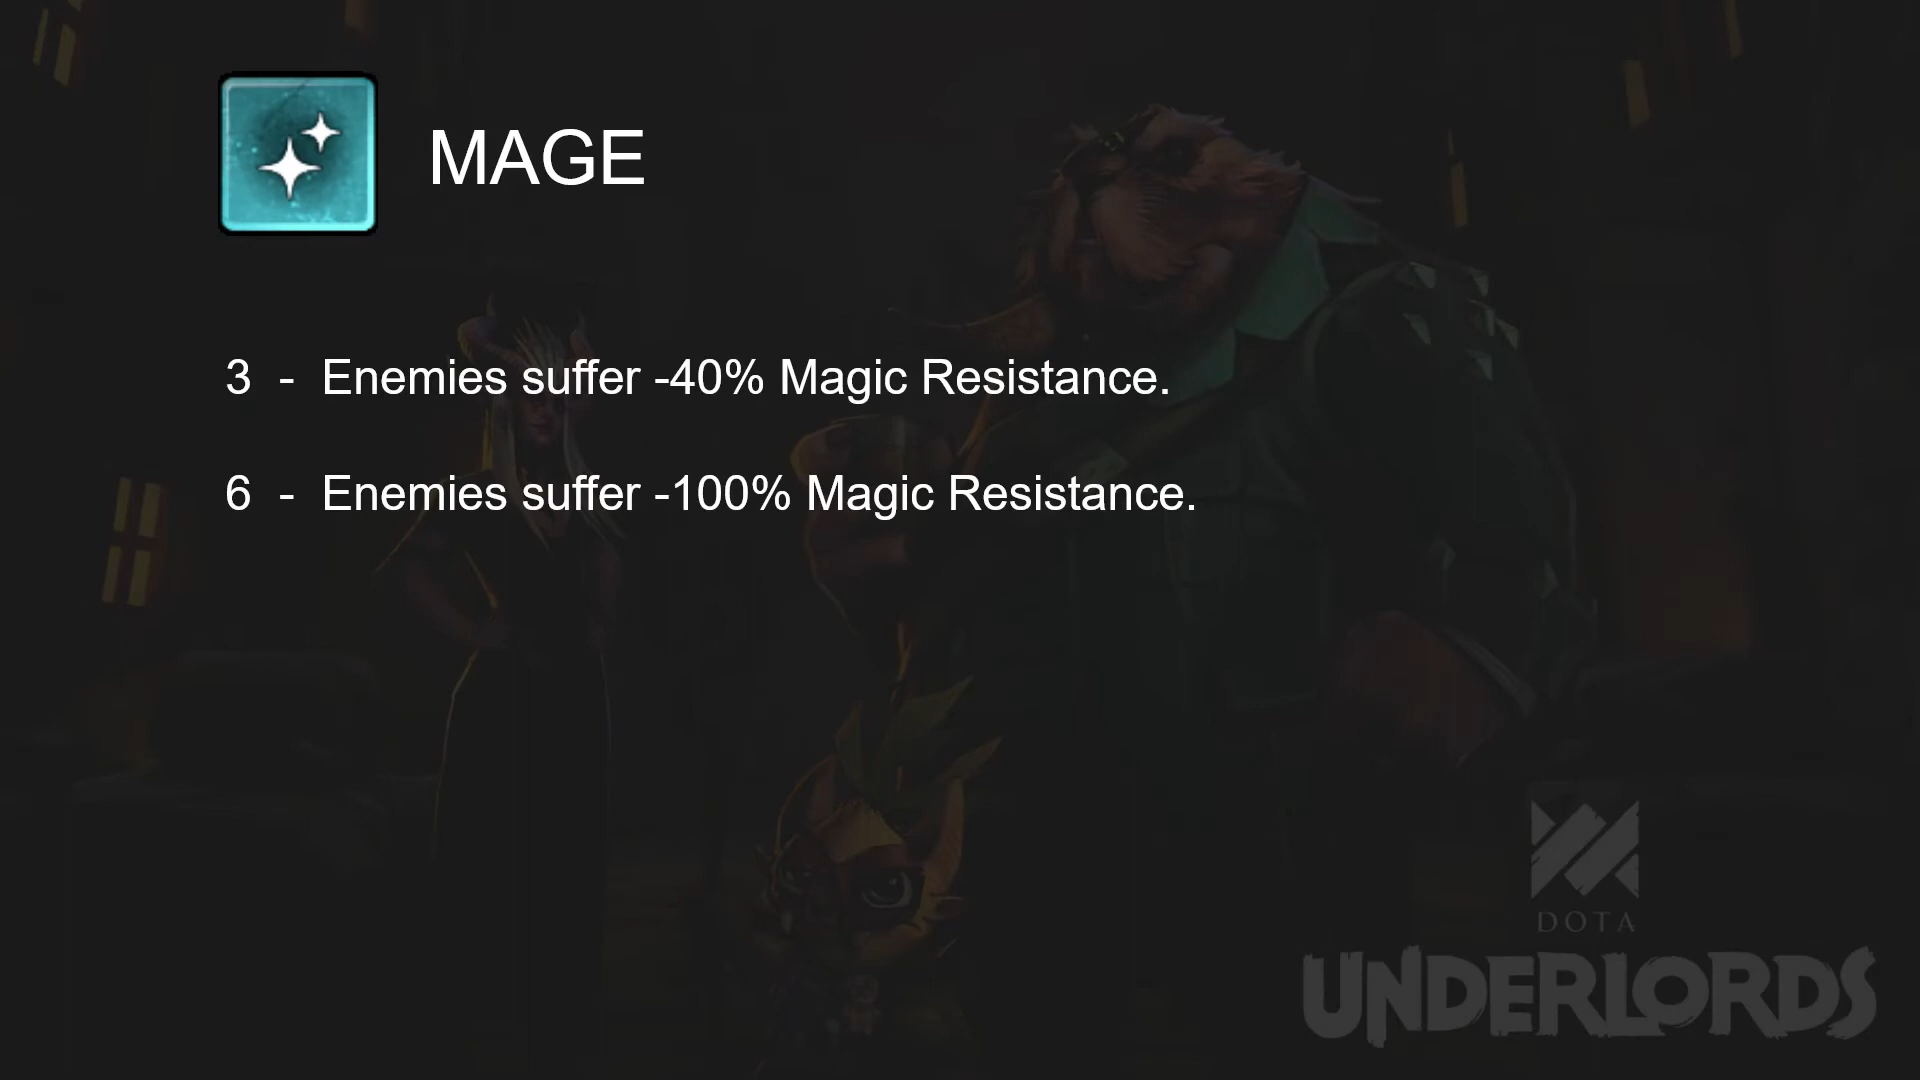 MAGE
3 - Enemies suffer -40% Magic Resistance.
6 - Enemies suffer -100% Magic Resistance.
DOTA
UNDERLORDS